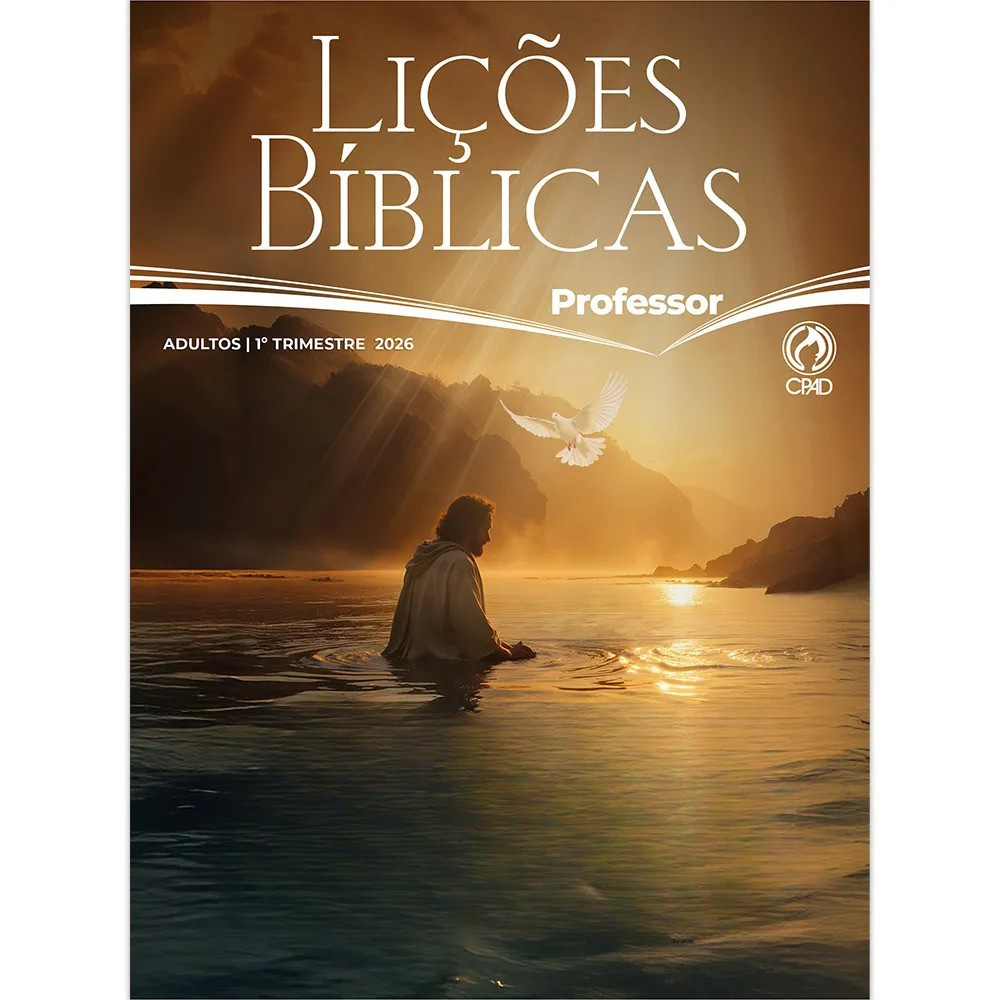 LIÇÕES
BÍBLICAS
Professor
ADULTOS | 1º TRIMESTRE 2026
CPAD